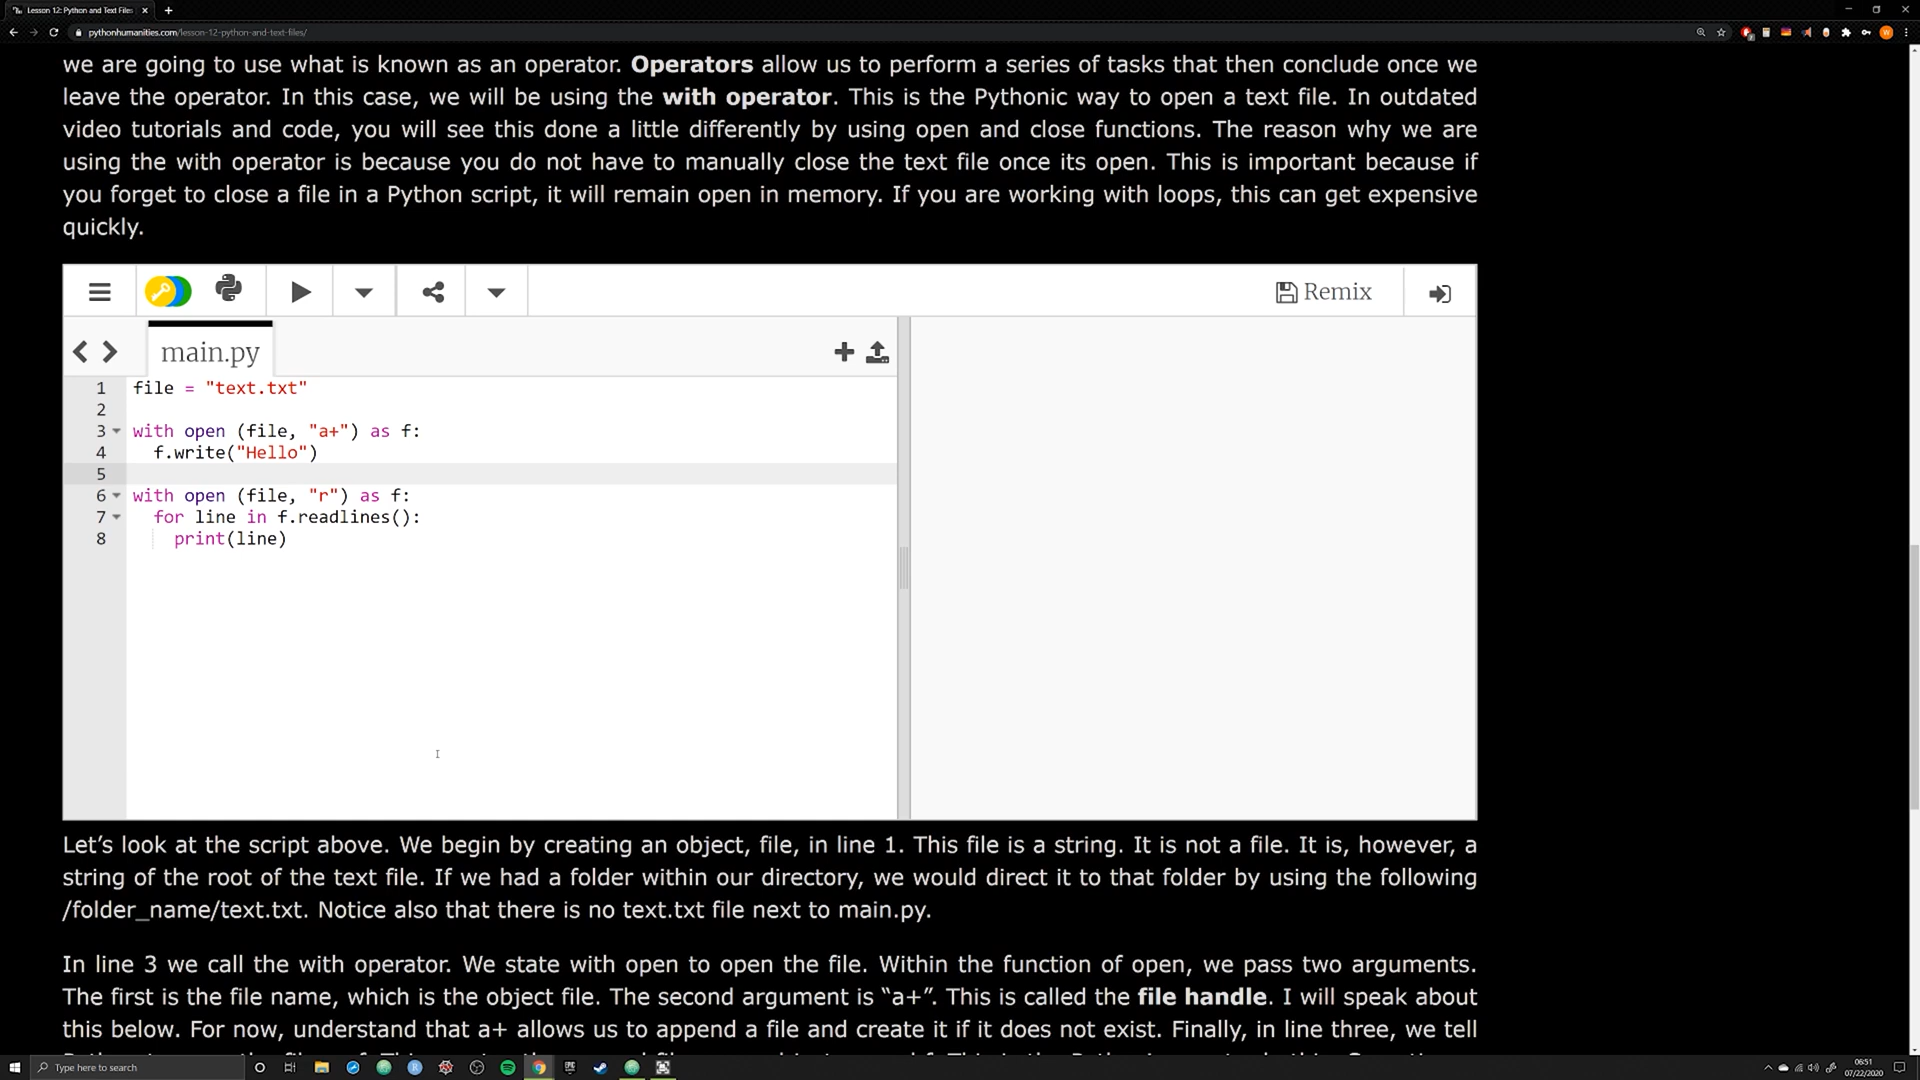 Lesson 12: Python and Text Files
pythonhumanities.com/lesson-12-python-and-text-files/
we are going to use what is known as an operator. Operators allow us to perform a series of tasks that then conclude once we
leave the operator. In this case, we will be using the with operator. This is the Pythonic way to open a text file. In outdated
video tutorials and code, you will see this done a little differently by using open and close functions. The reason why we are
using the with operator is because you do not have to manually close the text file once its open. This is important because if
you forget to close a file in a Python script, it will remain open in memory. If you are working with loops, this can get expensive
quickly.
Remix
main.py
1 file = "text.txt"
2
3 with open (file, "a+") as f:
4 f.write("Hello")
5
6 with open (file, "r") as f:
7 for line in f.readlines():
8 print(line)
Let’s look at the script above. We begin by creating an object, file, in line 1. This file is a string. It is not a file. It is, however, a
string of the root of the text file. If we had a folder within our directory, we would direct it to that folder by using the following
/folder_name/text.txt. Notice also that there is no text.txt file next to main.py.
In line 3 we call the with operator. We state with open to open the file. Within the function of open, we pass two arguments.
The first is the file name, which is the object file. The second argument is “a+”. This is called the file handle. I will speak about
this below. For now, understand that a+ allows us to append a file and create it if it does not exist. Finally, in line three, we tell
Type here to search
06:51
07/22/2020